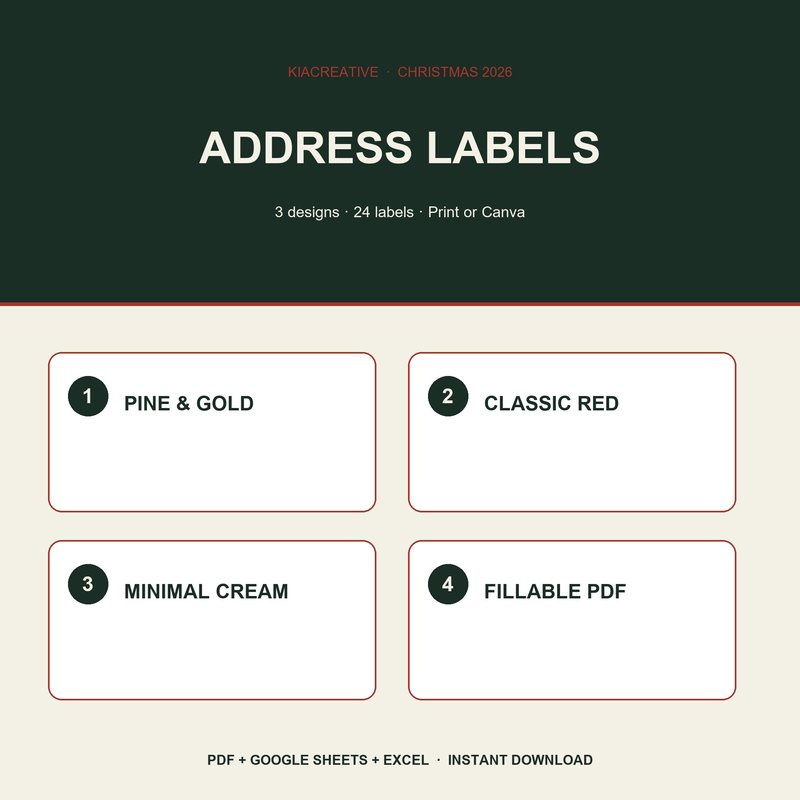 KIACREATIVE · CHRISTMAS 2026
ADDRESS LABELS
3 designs · 24 labels · Print or Canva
1 PINE & GOLD
2 CLASSIC RED
3 MINIMAL CREAM
4 FILLABLE PDF
PDF + GOOGLE SHEETS + EXCEL · INSTANT DOWNLOAD